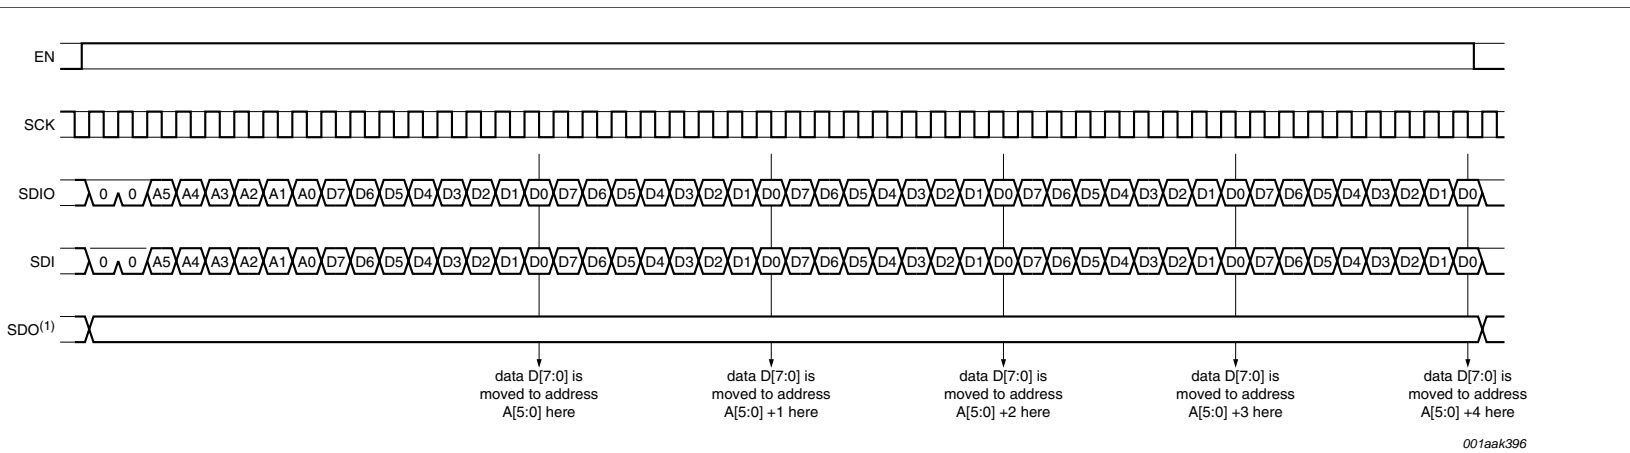 EN
SCK
SDIO 0 0 A5 A4 A3 A2 A1 A0 D7 D6 D5 D4 D3 D2 D1 D0 D7 D6 D5 D4 D3 D2 D1 D0 D7 D6 D5 D4 D3 D2 D1 D0 D7 D6 D5 D4 D3 D2 D1 D0 D7 D6 D5 D4 D3 D2 D1 D0
SDI 0 0 A5 A4 A3 A2 A1 A0 D7 D6 D5 D4 D3 D2 D1 D0 D7 D6 D5 D4 D3 D2 D1 D0 D7 D6 D5 D4 D3 D2 D1 D0 D7 D6 D5 D4 D3 D2 D1 D0 D7 D6 D5 D4 D3 D2 D1 D0
SDO(1)
data D[7:0] is
moved to address
A[5:0] here
data D[7:0] is
moved to address
A[5:0] +1 here
data D[7:0] is
moved to address
A[5:0] +2 here
data D[7:0] is
moved to address
A[5:0] +3 here
data D[7:0] is
moved to address
A[5:0] +4 here
001aak396